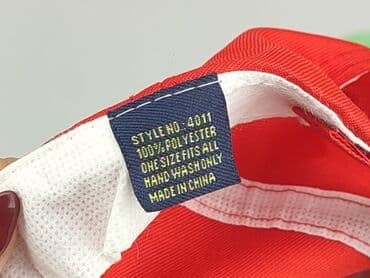 STYLE NO.: 4011
100% POLYESTER
ONE SIZE FITS ALL
HAND WASH ONLY
MADE IN CHINA